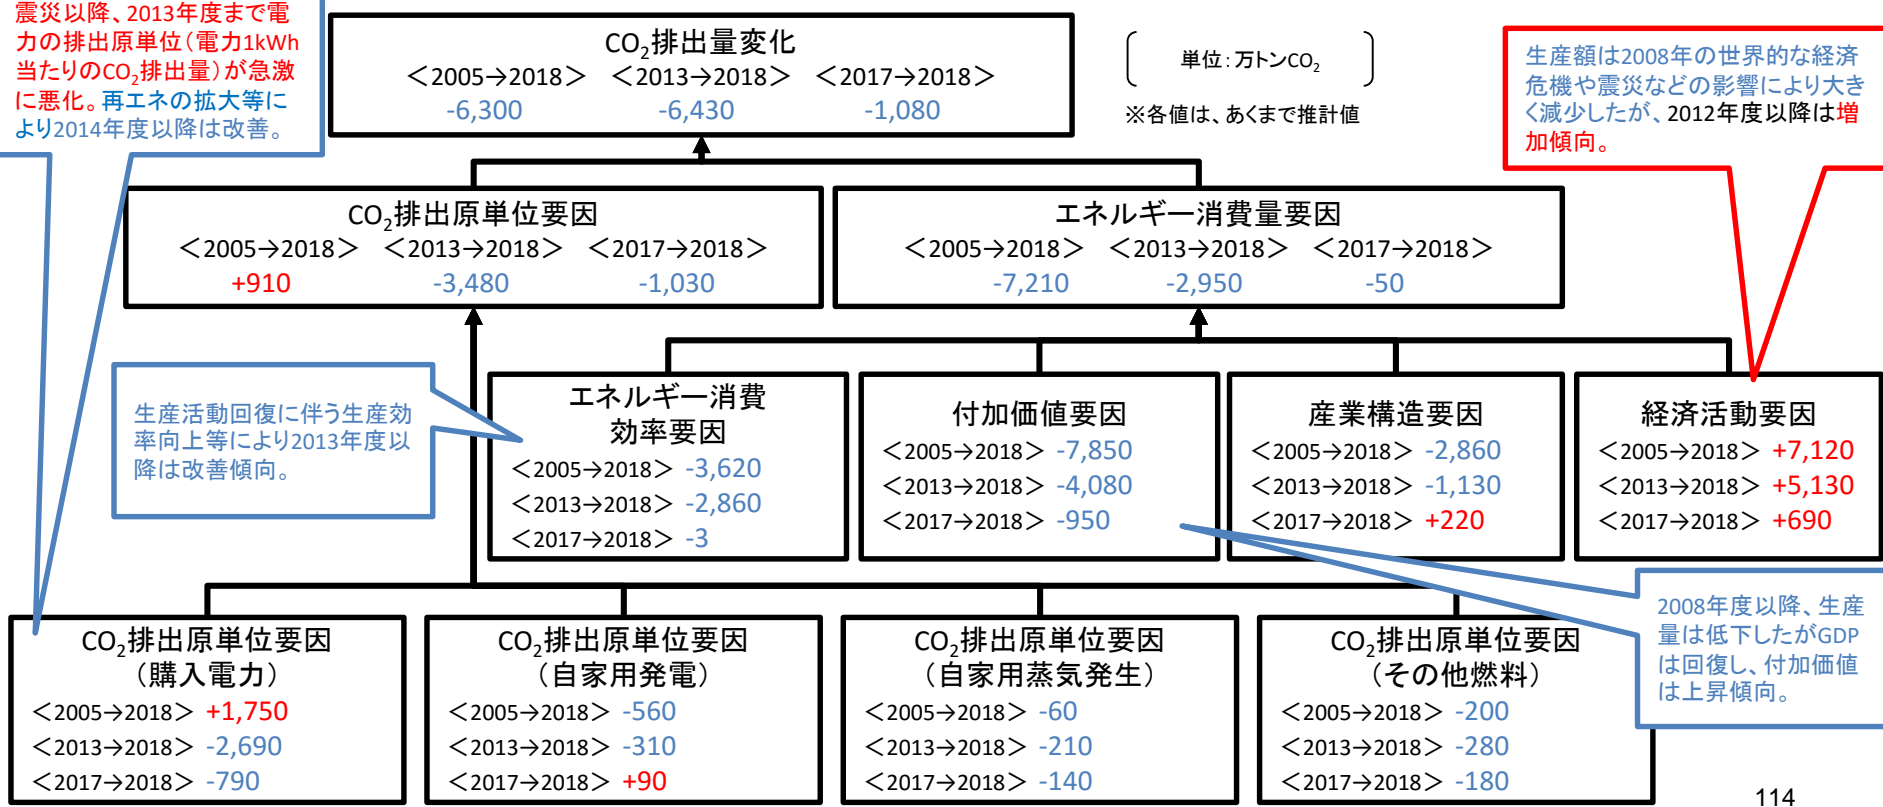 震災以降、2013年度まで電
力の排出原単位(電力1kWh
当たりのCO₂排出量)が急激
に悪化。再エネの拡大等に
より2014年度以降は改善。
CO₂排出量変化
<2005→2018> <2013→2018> <2017→2018>
-6,300 -6,430 -1,080
単位:万トンCO₂
※各値は、あくまで推計値
生産額は2008年の世界的な経済
危機や震災などの影響により大き
く減少したが、2012年度以降は増
加傾向。
CO₂排出原単位要因
<2005→2018> <2013→2018> <2017→2018>
+910 -3,480 -1,030
エネルギー消費量要因
<2005→2018> <2013→2018> <2017→2018>
-7,210 -2,950 -50
生産活動回復に伴う生産効
率向上等により2013年度以
降は改善傾向。
エネルギー消費
効率要因
<2005→2018> -3,620
<2013→2018> -2,860
<2017→2018> -3
付加価値要因
<2005→2018> -7,850
<2013→2018> -4,080
<2017→2018> -950
産業構造要因
<2005→2018> -2,860
<2013→2018> -1,130
<2017→2018> +220
経済活動要因
<2005→2018> +7,120
<2013→2018> +5,130
<2017→2018> +690
2008年度以降、生産
量は低下したがGDP
は回復し、付加価値
は上昇傾向。
CO₂排出原単位要因
(購入電力)
<2005→2018> +1,750
<2013→2018> -2,690
<2017→2018> -790
CO₂排出原単位要因
(自家用発電)
<2005→2018> -560
<2013→2018> -310
<2017→2018> +90
CO₂排出原単位要因
(自家用蒸気発生)
<2005→2018> -60
<2013→2018> -210
<2017→2018> -140
CO₂排出原単位要因
(その他燃料)
<2005→2018> -200
<2013→2018> -280
<2017→2018> -180
114